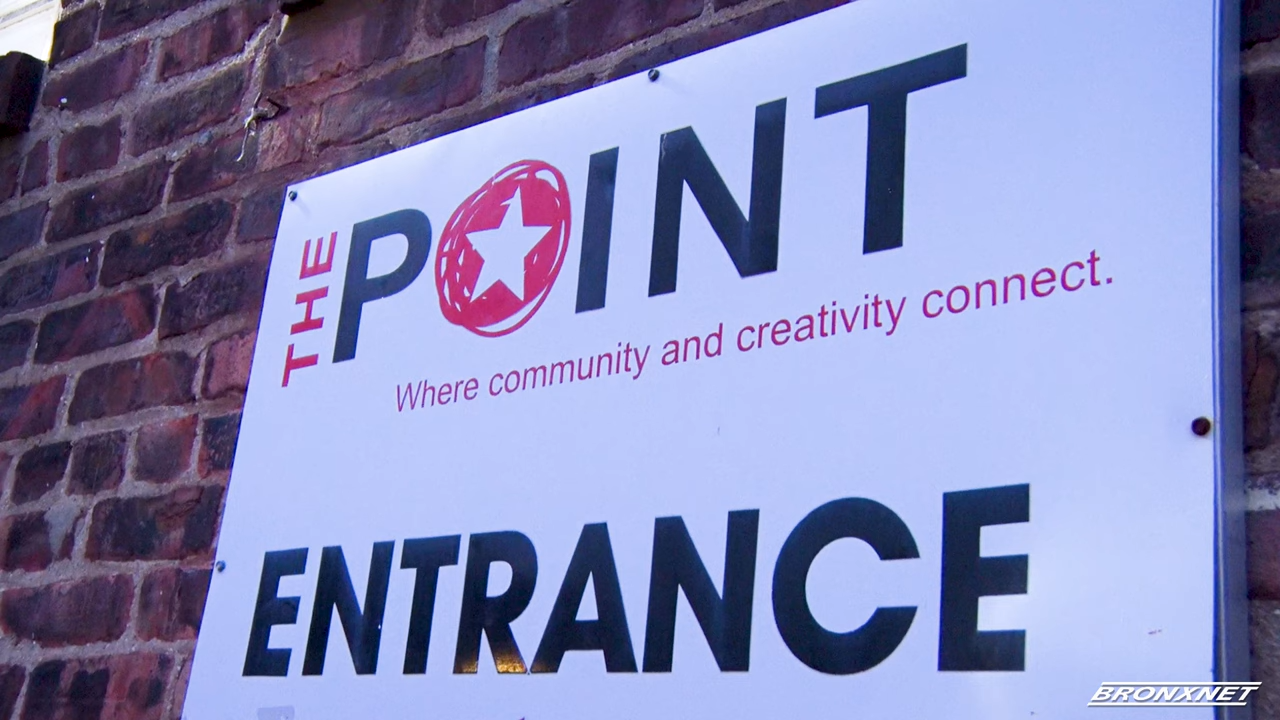 THE POINT
Where community and creativity connect.
ENTRANCE
BRONXNET